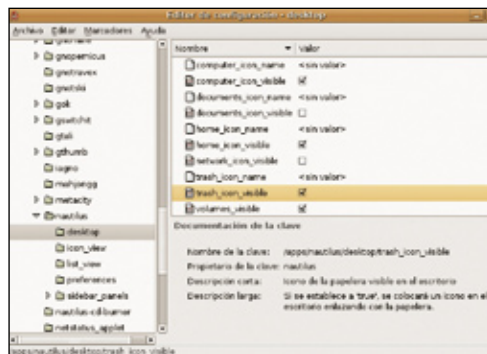 Editor de configuración - desktop
Archivo Editar Marcadores Ayuda
gnopernicus
gnotravex
gnotski
gok
gswitchit
gtali
gthumb
iagno
mahjongg
metacity
nautilus
desktop
icon_view
list_view
preferences
sidebar_panels
nautilus-cd-burner
netstatus_applet
Nombre Valor
computer_icon_name <sin valor>
computer_icon_visible
documents_icon_name <sin valor>
documents_icon_visible
home_icon_name <sin valor>
home_icon_visible
network_icon_visible
trash_icon_name <sin valor>
trash_icon_visible
volumes_visible
Documentación de la clave
Nombre de la clave: /apps/nautilus/desktop/trash_icon_visible
Propietario de la clave: nautilus
Descripción corta: Icono de la papelera visible en el escritorio
Descripción larga: Si se establece a 'true', se colocará un icono en el
escritorio enlazando con la papelera.
/apps/nautilus/desktop/trash_icon_visible